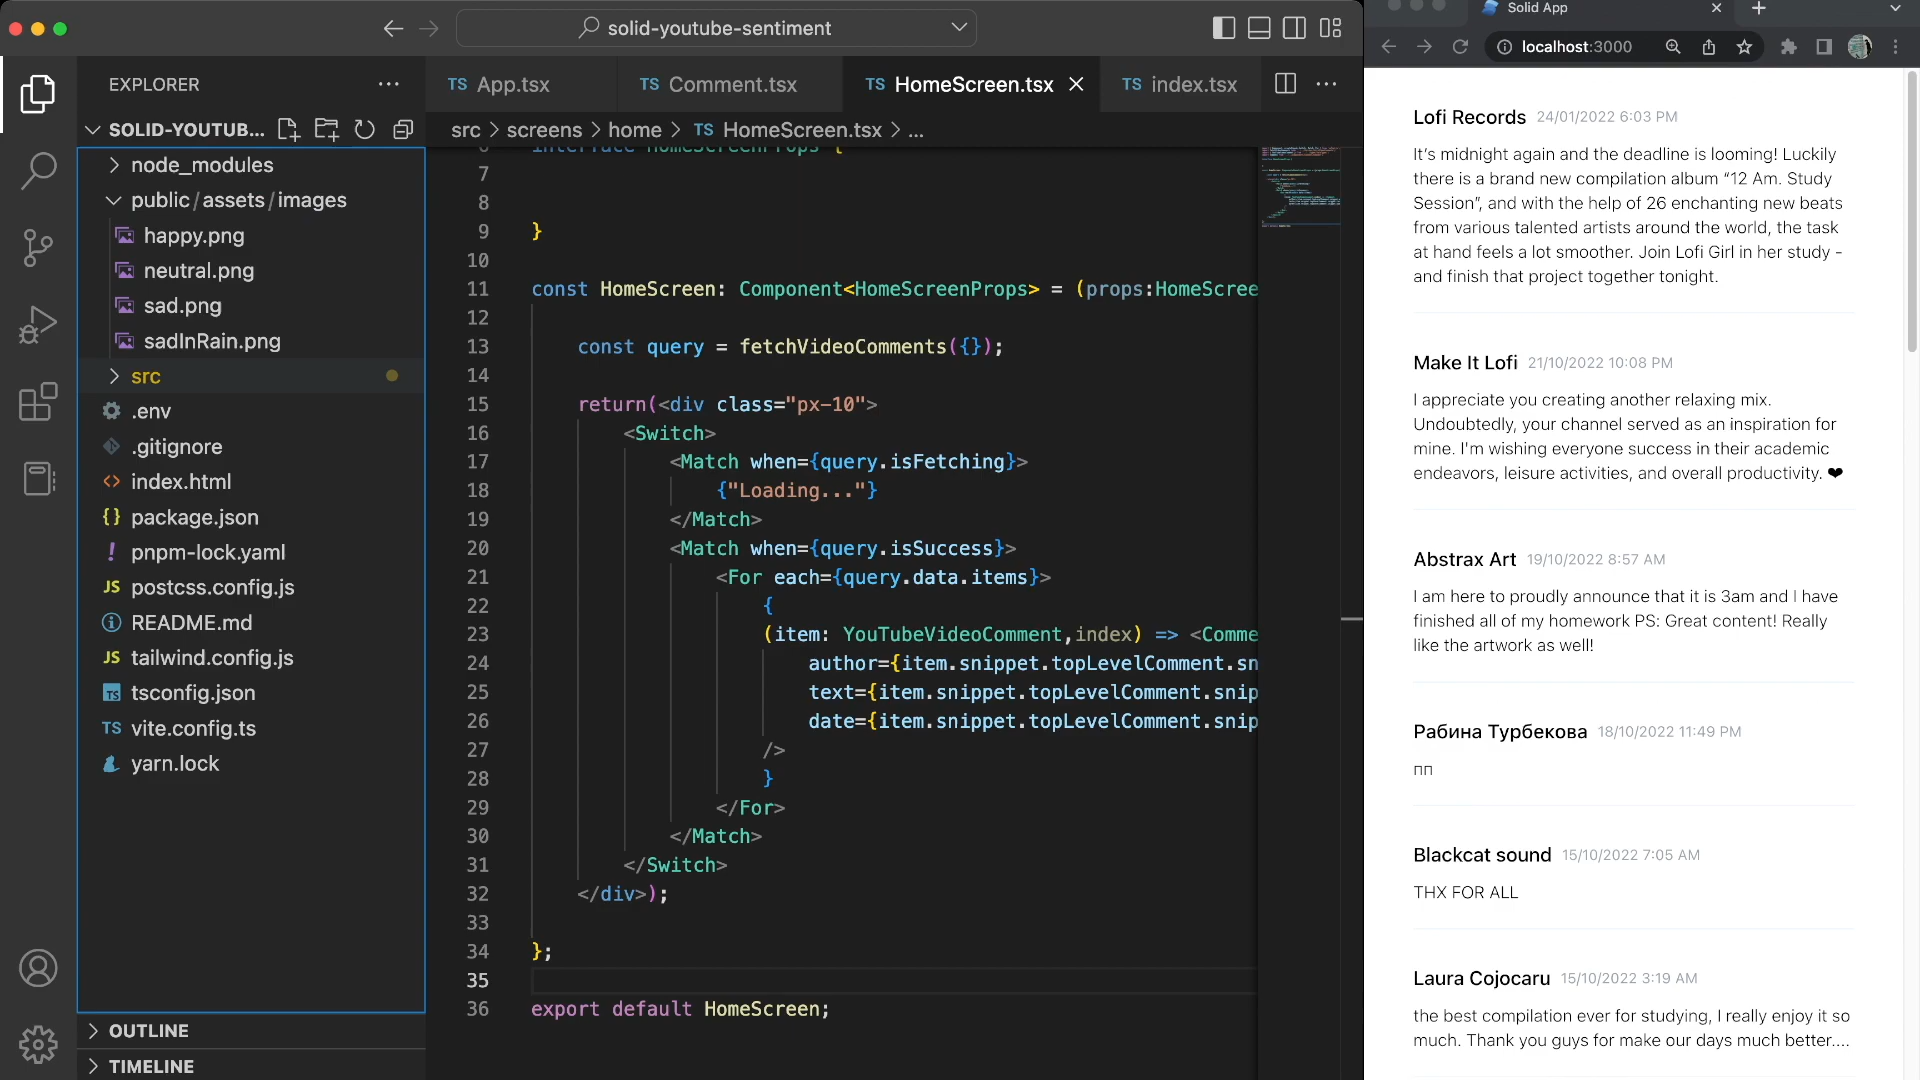 solid-youtube-sentiment
EXPLORER
SOLID-YOUTUB...
node_modules
public/assets/images
happy.png
neutral.png
sad.png
sadInRain.png
src
.env
.gitignore
index.html
package.json
pnpm-lock.yaml
postcss.config.js
README.md
tailwind.config.js
tsconfig.json
vite.config.ts
yarn.lock
OUTLINE
TIMELINE
TS App.tsx
TS Comment.tsx
TS HomeScreen.tsx
TS index.tsx
src > screens > home > TS HomeScreen.tsx > ...
6 interface HomeScreenProps {
7
8
9 }
10
11 const HomeScreen: Component<HomeScreenProps> = (props:HomeScree
12
13 const query = fetchVideoComments({});
14
15 return(<div class="px-10">
16 <Switch>
17 <Match when={query.isFetching}>
18 {"Loading..."}
19 </Match>
20 <Match when={query.isSuccess}>
21 <For each={query.data.items}>
22 {
23 (item: YouTubeVideoComment,index) => <Comme
24 author={item.snippet.topLevelComment.sn
25 text={item.snippet.topLevelComment.snip
26 date={item.snippet.topLevelComment.snip
27 />
28 }
29 </For>
30 </Match>
31 </Switch>
32 </div>);
33
34 };
35
36 export default HomeScreen;
Solid App
localhost:3000
Lofi Records 24/01/2022 6:03 PM
It’s midnight again and the deadline is looming! Luckily
there is a brand new compilation album “12 Am. Study
Session”, and with the help of 26 enchanting new beats
from various talented artists around the world, the task
at hand feels a lot smoother. Join Lofi Girl in her study -
and finish that project together tonight.
Make It Lofi 21/10/2022 10:08 PM
I appreciate you creating another relaxing mix.
Undoubtedly, your channel served as an inspiration for
mine. I'm wishing everyone success in their academic
endeavors, leisure activities, and overall productivity. ❤
Abstrax Art 19/10/2022 8:57 AM
I am here to proudly announce that it is 3am and I have
finished all of my homework PS: Great content! Really
like the artwork as well!
Рабина Турбекова 18/10/2022 11:49 PM
пп
Blackcat sound 15/10/2022 7:05 AM
THX FOR ALL
Laura Cojocaru 15/10/2022 3:19 AM
the best compilation ever for studying, I really enjoy it so
much. Thank you guys for make our days much better....